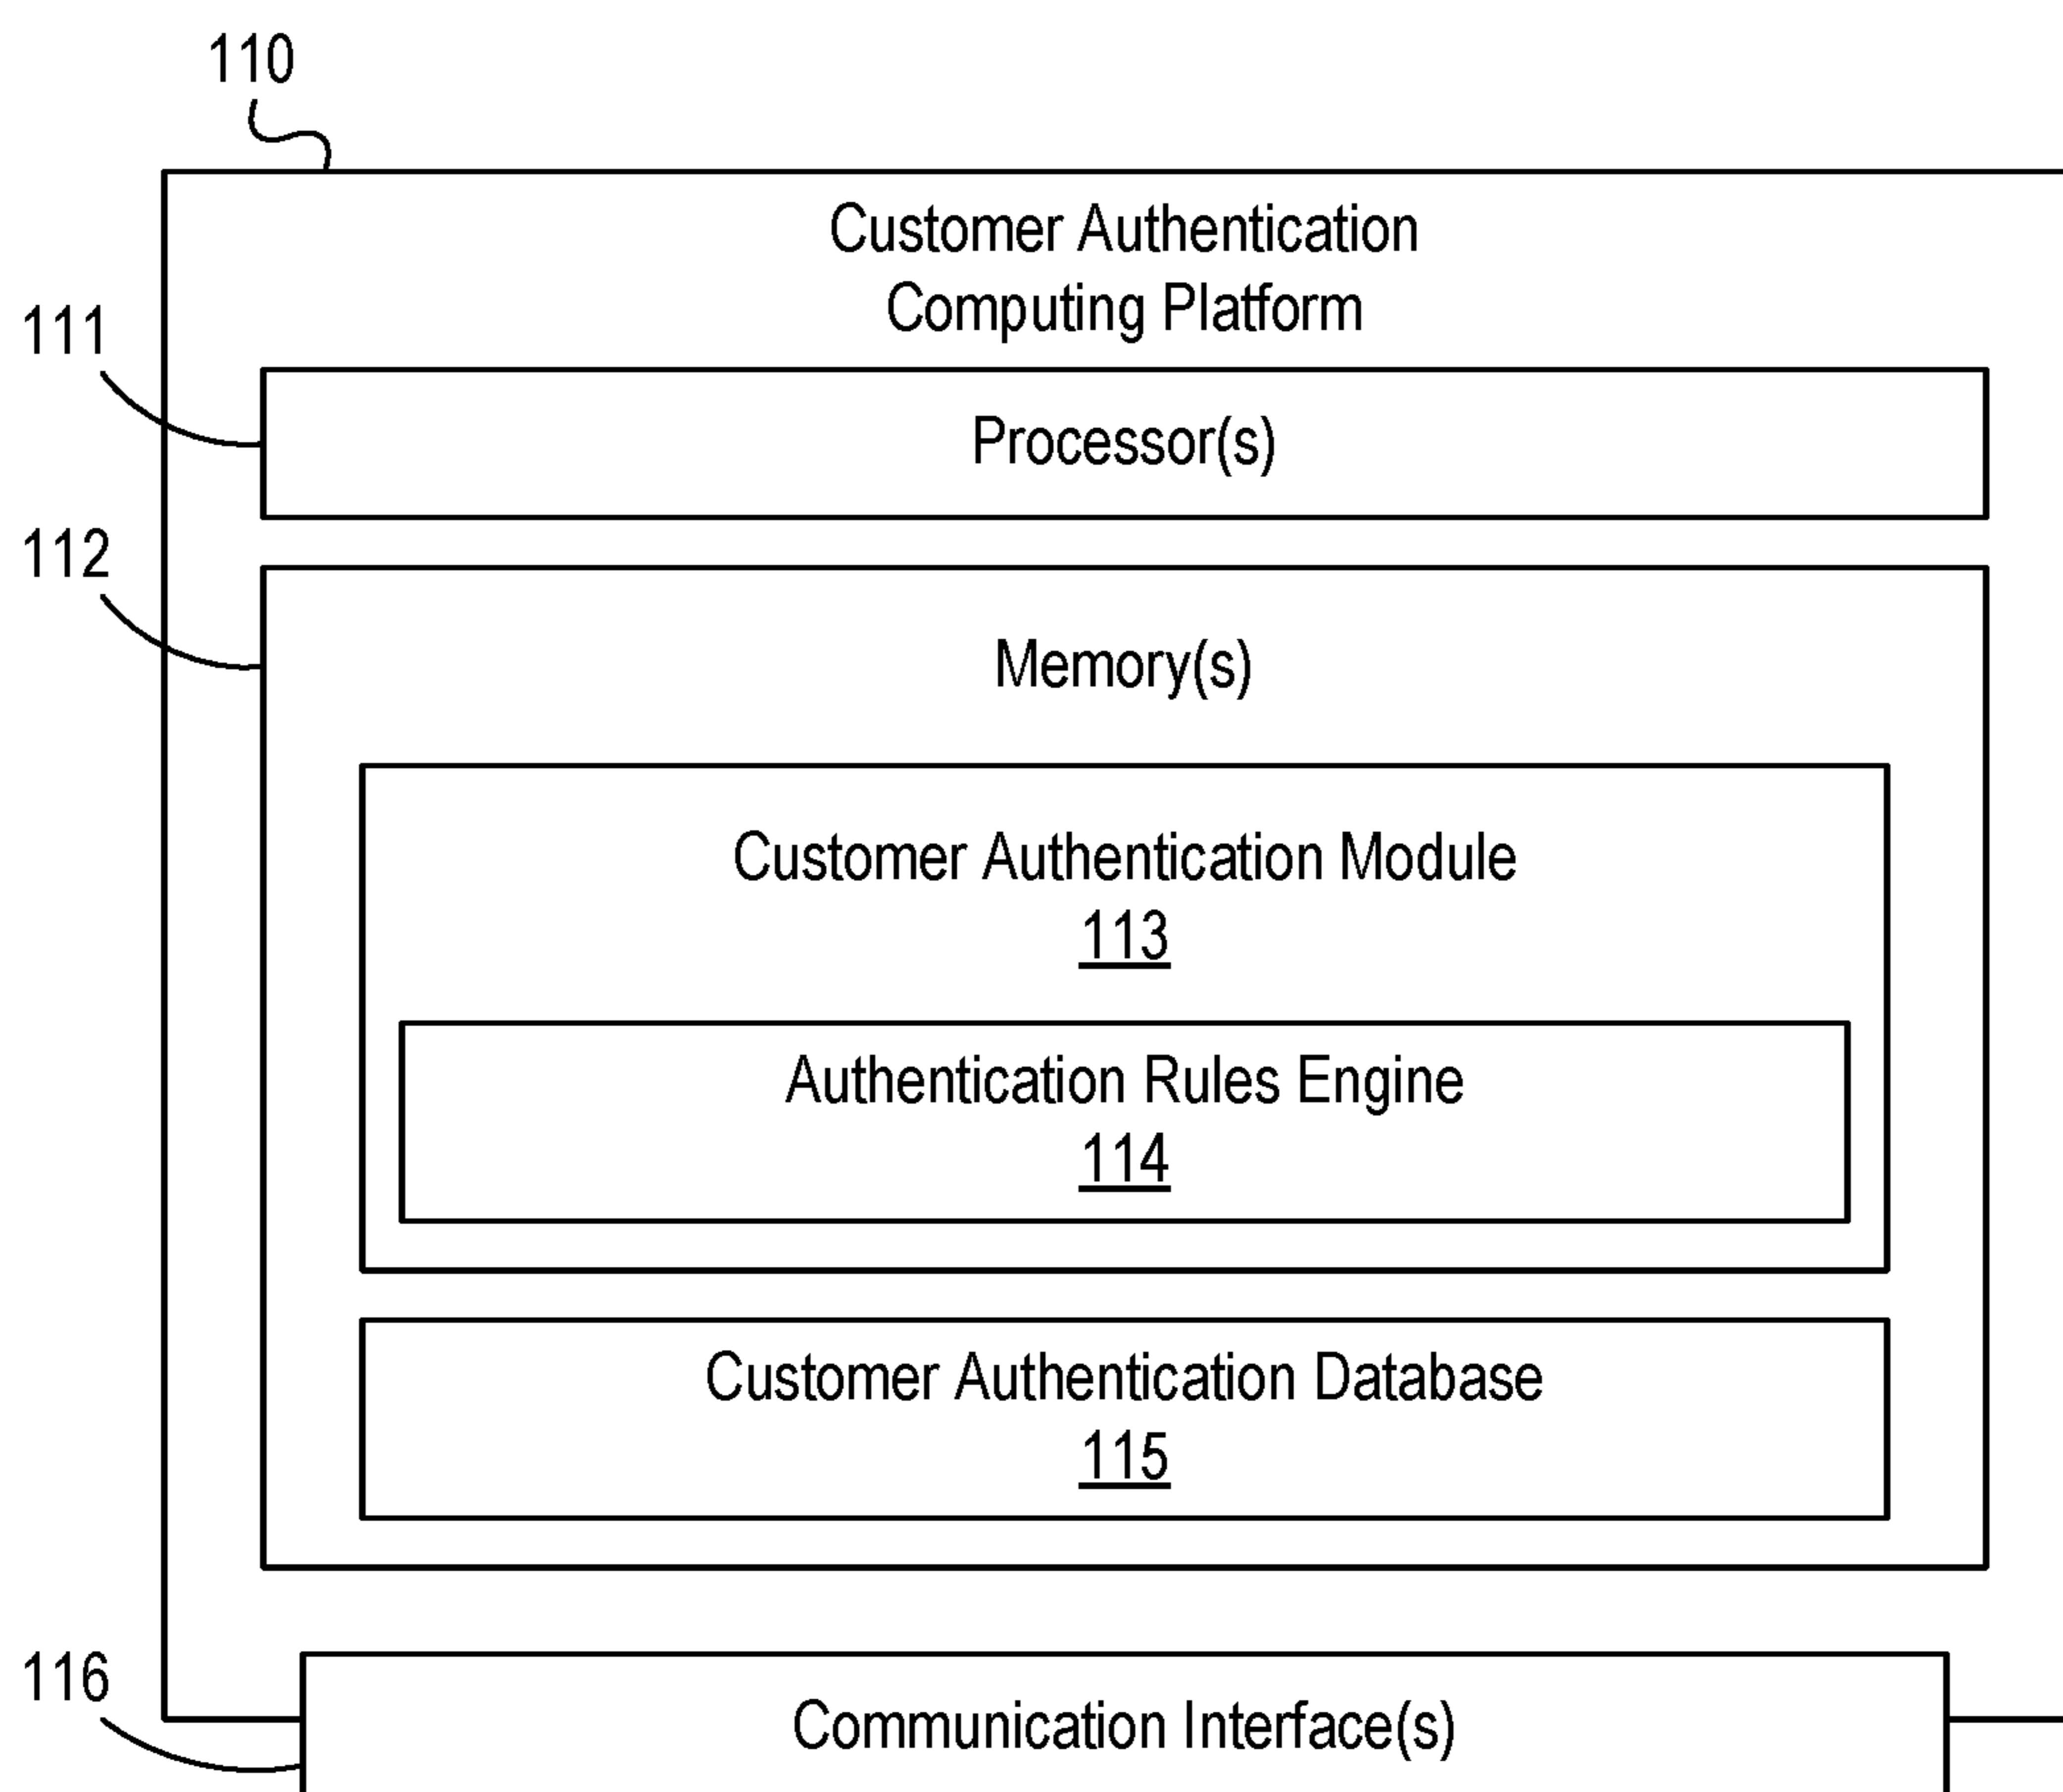 110
Customer Authentication
Computing Platform
111
Processor(s)
112
Memory(s)
Customer Authentication Module
113
Authentication Rules Engine
114
Customer Authentication Database
115
116
Communication Interface(s)